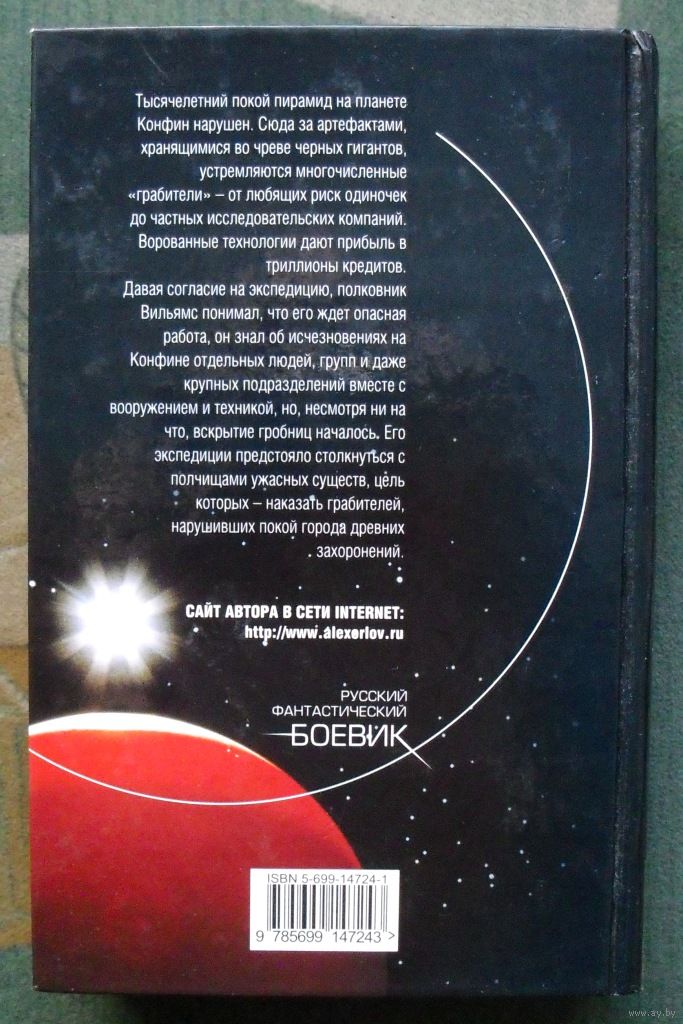 Тысячелетний покой пирамид на планете
Конфин нарушен. Сюда за артефактами,
хранящимися во чреве черных гигантов,
устремляются многочисленные
«грабители» – от любящих риск одиночек
до частных исследовательских компаний.
Ворованные технологии дают прибыль в
триллионы кредитов.
Давая согласие на экспедицию, полковник
Вильямс понимал, что его ждет опасная
работа, он знал об исчезновениях на
Конфине отдельных людей, групп и даже
крупных подразделений вместе с
вооружением и техникой, но, несмотря ни на
что, вскрытие гробниц началось. Его
экспедиции предстояло столкнуться с
полчищами ужасных существ, цель
которых – наказать грабителей,
нарушивших покой города древних
захоронений.
САЙТ АВТОРА В СЕТИ INTERNET:
http://www.alexorlov.ru
РУССКИЙ
ФАНТАСТИЧЕСКИЙ
БОЕВИК
ISBN 5-699-14724-1
9 785699 147243 >
www.ay.by